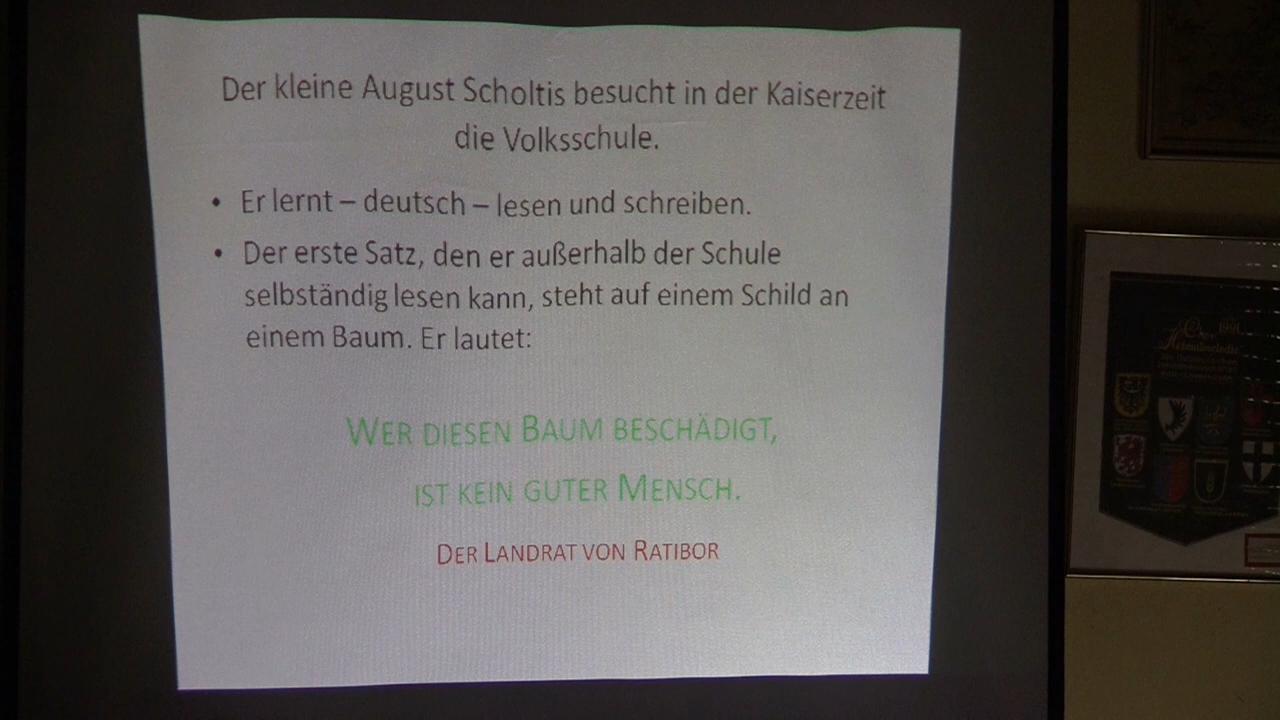 Der kleine August Scholtis besucht in der Kaiserzeit
die Volksschule.
• Er lernt – deutsch – lesen und schreiben.
• Der erste Satz, den er außerhalb der Schule
selbständig lesen kann, steht auf einem Schild an
einem Baum. Er lautet:
WER DIESEN BAUM BESCHÄDIGT,
IST KEIN GUTER MENSCH.
DER LANDRAT VON RATIBOR